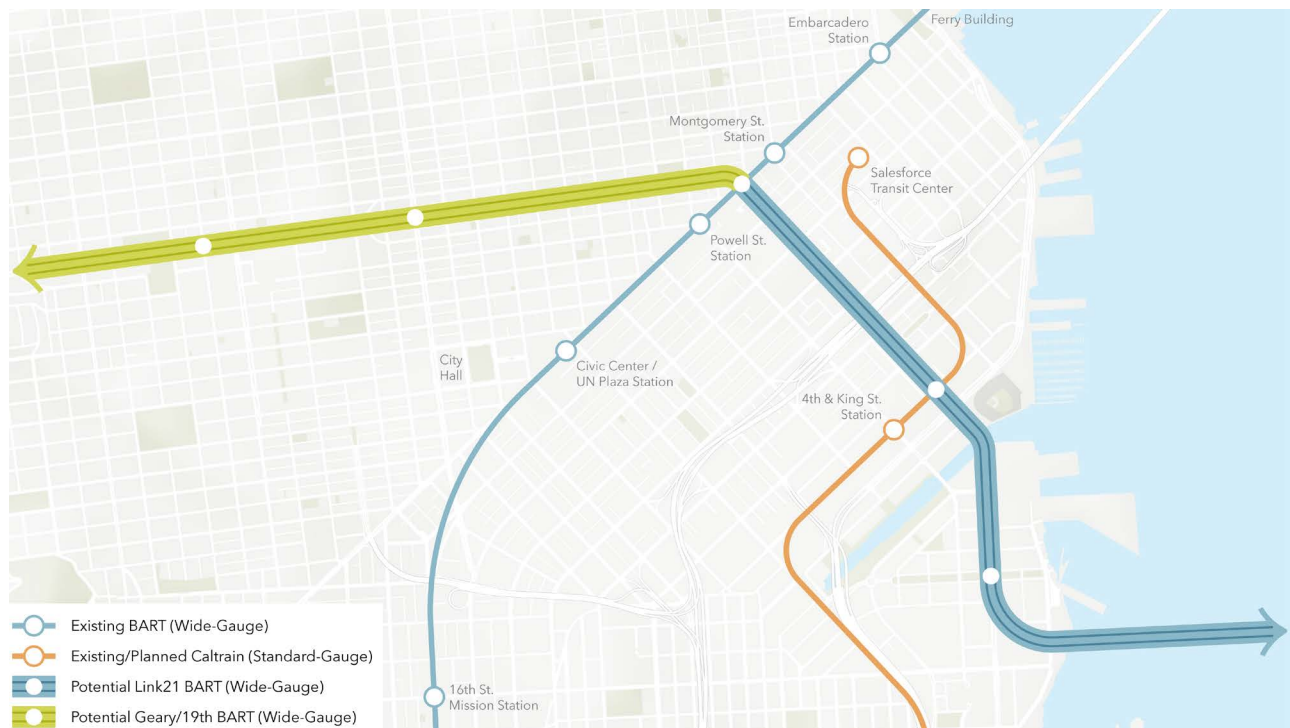 Embarcadero
Station
Ferry Building
Montgomery St.
Station
Salesforce
Transit Center
Powell St.
Station
City
Hall
Civic Center /
UN Plaza Station
4th & King St.
Station
16th St.
Mission Station
Existing BART (Wide-Gauge)
Existing/Planned Caltrain (Standard-Gauge)
Potential Link21 BART (Wide-Gauge)
Potential Geary/19th BART (Wide-Gauge)